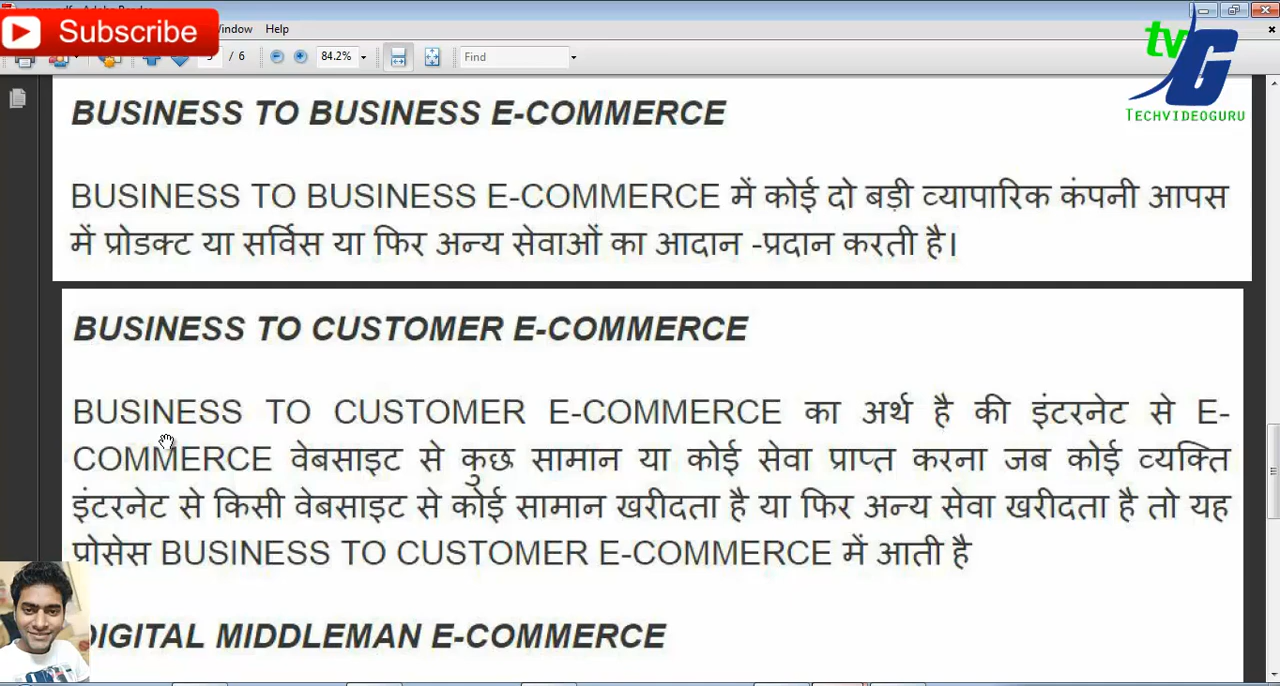 Subscribe
Window Help
/ 6 84.2% Find
tv
G
TECHVIDEOGURU
BUSINESS TO BUSINESS E-COMMERCE
BUSINESS TO BUSINESS E-COMMERCE में कोई दो बड़ी व्यापारिक कंपनी आपस
में प्रोडक्ट या सर्विस या फिर अन्य सेवाओं का आदान -प्रदान करती है।
BUSINESS TO CUSTOMER E-COMMERCE
BUSINESS TO CUSTOMER E-COMMERCE का अर्थ है की इंटरनेट से E-
COMMERCE वेबसाइट से कुछ सामान या कोई सेवा प्राप्त करना जब कोई व्यक्ति
इंटरनेट से किसी वेबसाइट से कोई सामान खरीदता है या फिर अन्य सेवा खरीदता है तो यह
प्रोसेस BUSINESS TO CUSTOMER E-COMMERCE में आती है
DIGITAL MIDDLEMAN E-COMMERCE